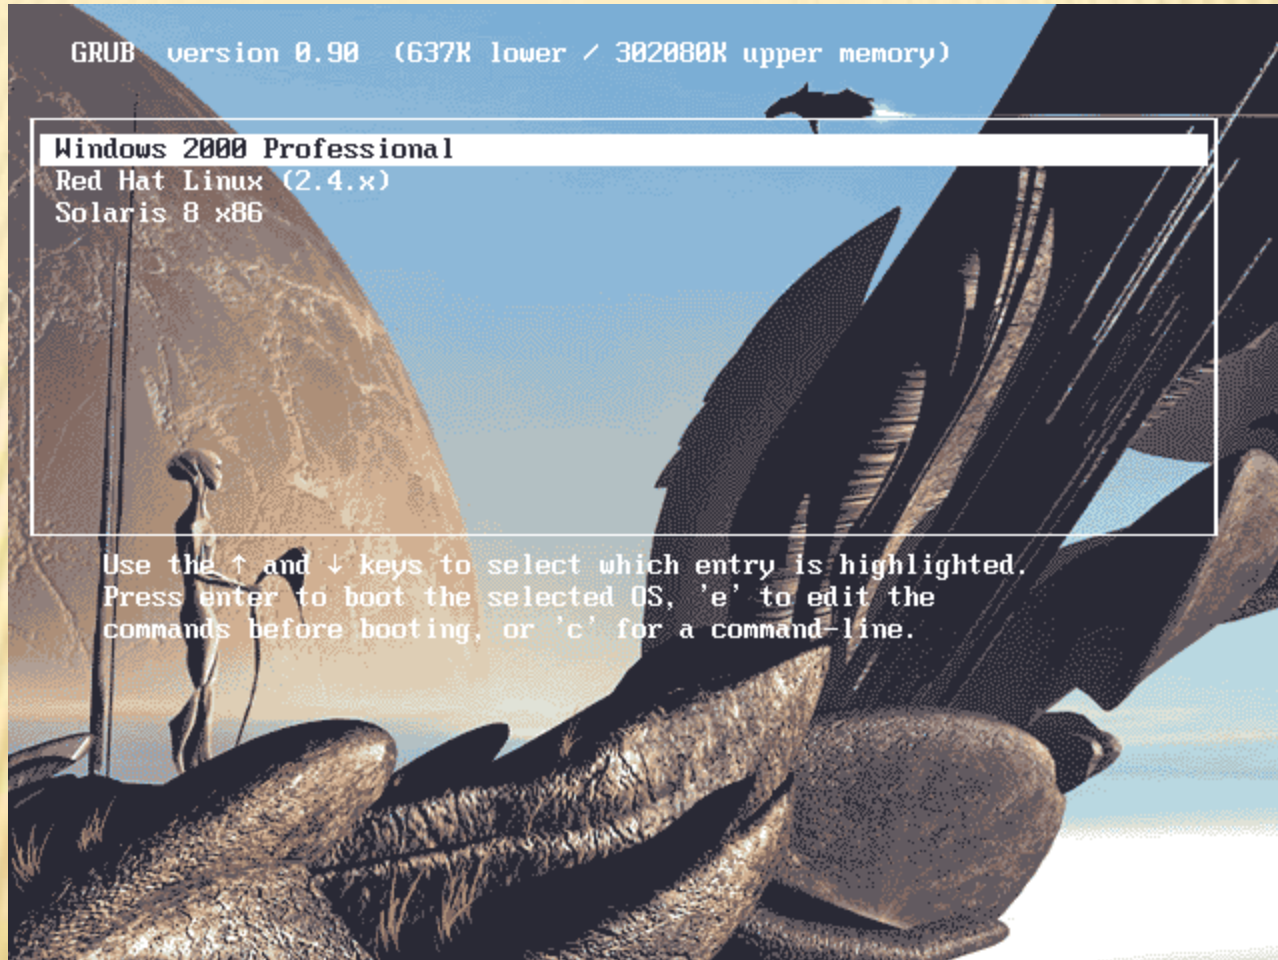 GRUB version 0.90 (637K lower / 302080K upper memory)
Windows 2000 Professional
Red Hat Linux (2.4.x)
Solaris 8 x86
Use the ↑ and ↓ keys to select which entry is highlighted.
Press enter to boot the selected OS, 'e' to edit the
commands before booting, or 'c' for a command-line.